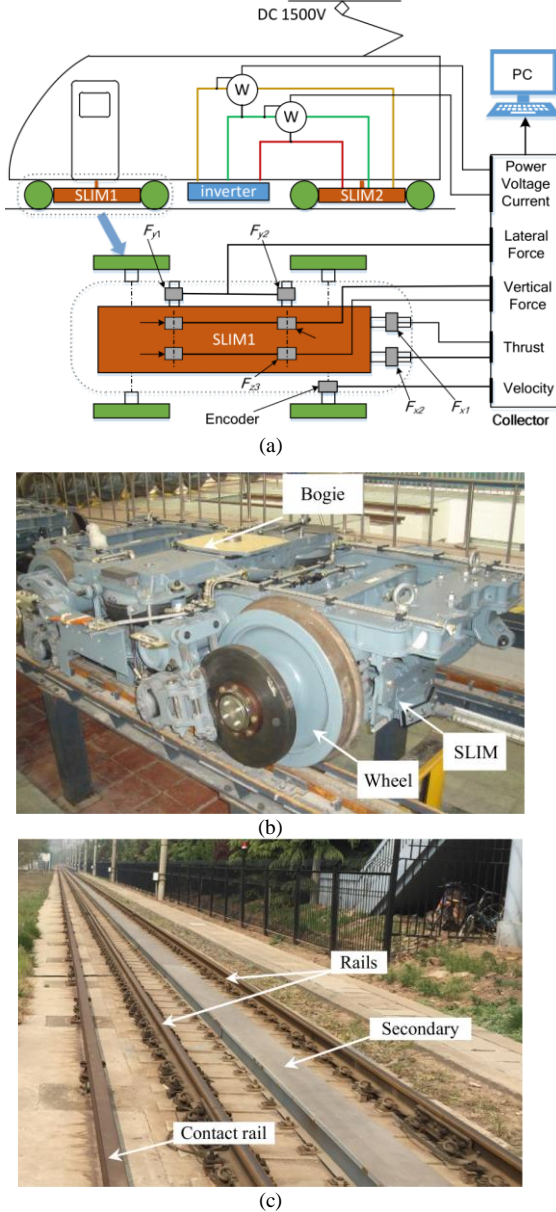 DC 1500V
W
W
PC
SLIM1
inverter
SLIM2
Power
Voltage
Current
Lateral
Force
Vertical
Force
Thrust
Velocity
Collector
Fy1
Fy2
SLIM1
Fz3
Encoder
Fx2
Fx1
(a)
Bogie
SLIM
Wheel
(b)
Rails
Secondary
Contact rail
(c)